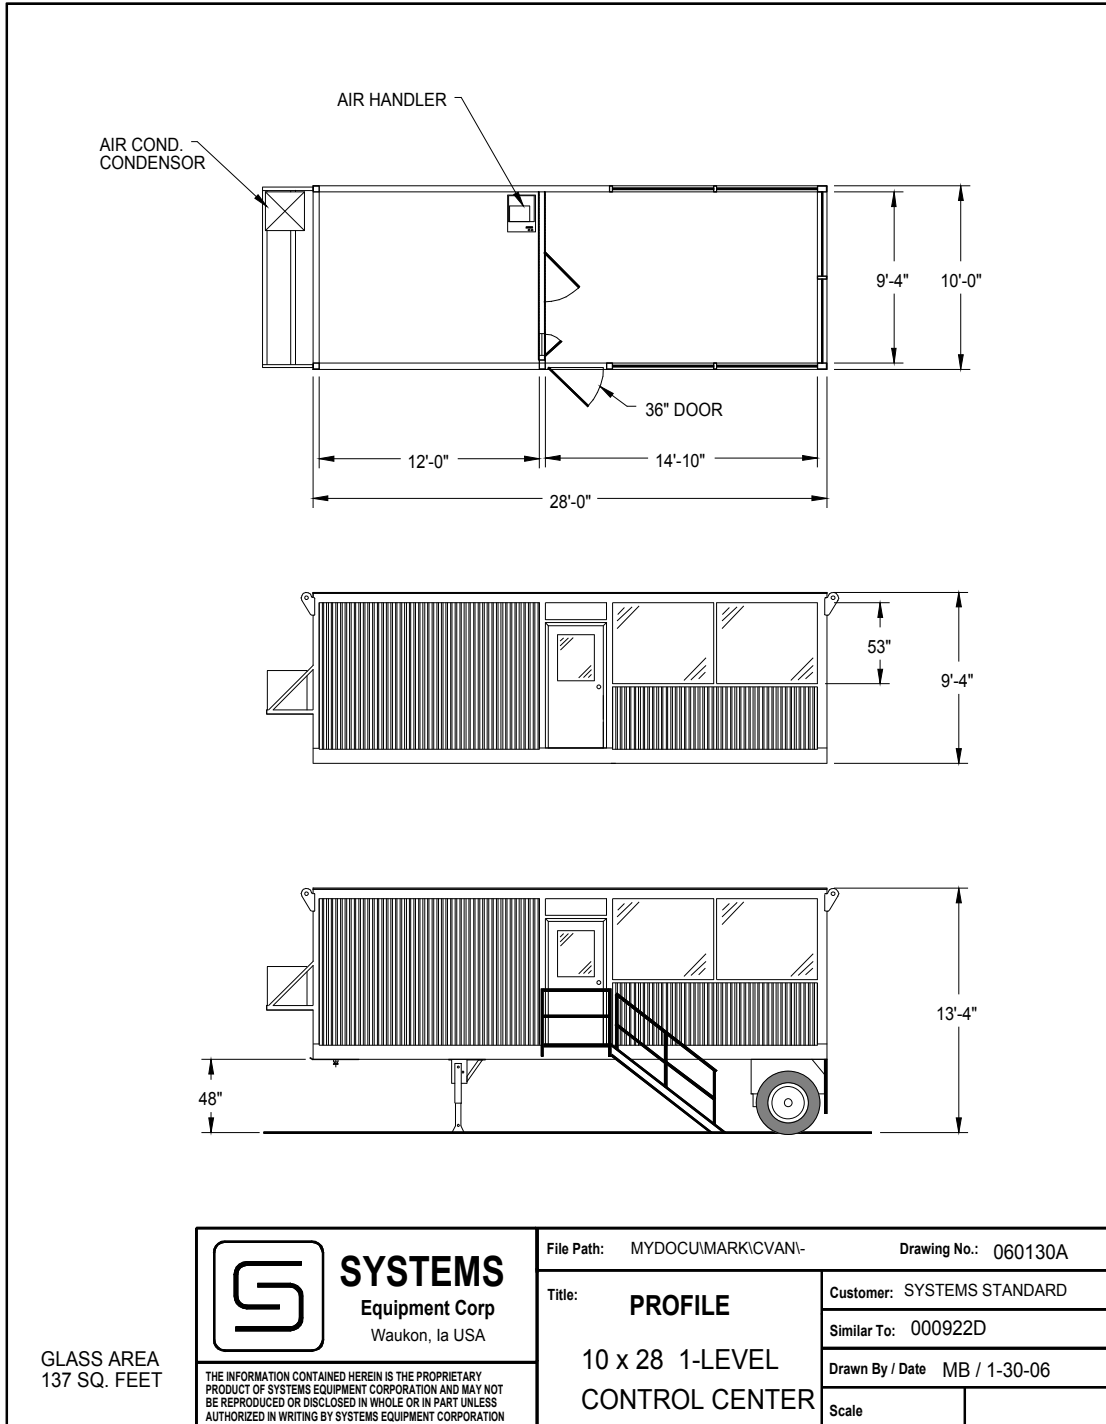 AIR HANDLER
AIR COND.
CONDENSOR
9'-4"
10'-0"
36" DOOR
12'-0"
14'-10"
28'-0"
53"
9'-4"
13'-4"
48"
GLASS AREA
137 SQ. FEET
SYSTEMS
Equipment Corp
Waukon, Ia USA
THE INFORMATION CONTAINED HEREIN IS THE PROPRIETARY
PRODUCT OF SYSTEMS EQUIPMENT CORPORATION AND MAY NOT
BE REPRODUCED OR DISCLOSED IN WHOLE OR IN PART UNLESS
AUTHORIZED IN WRITING BY SYSTEMS EQUIPMENT CORPORATION
File Path: MYDOCU\MARK\CVAN\-
Drawing No.: 060130A
Title: PROFILE
10 x 28 1-LEVEL
CONTROL CENTER
Customer: SYSTEMS STANDARD
Similar To: 000922D
Drawn By / Date MB / 1-30-06
Scale